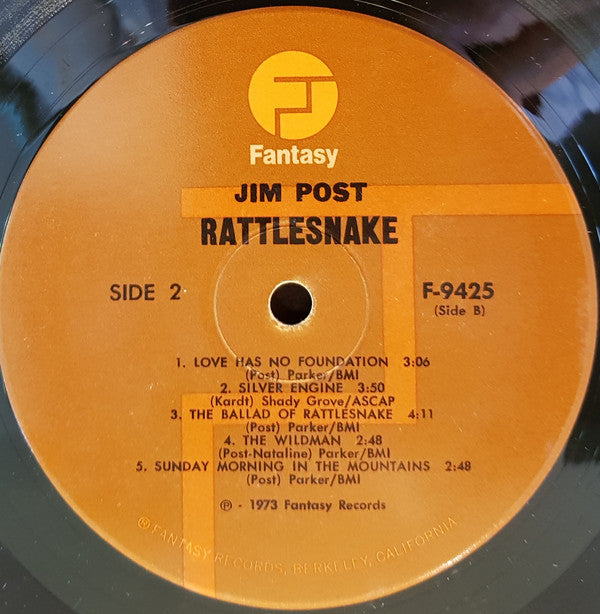 Fantasy
JIM POST
RATTLESNAKE
SIDE 2
F-9425
(Side B)
1. LOVE HAS NO FOUNDATION 3:06
(Post) Parker/BMI
2. SILVER ENGINE 3:50
(Kardt) Shady Grove/ASCAP
3. THE BALLAD OF RATTLESNAKE 4:11
(Post) Parker/BMI
4. THE WILDMAN 2:48
(Post-Nataline) Parker/BMI
5. SUNDAY MORNING IN THE MOUNTAINS 2:48
(Post) Parker/BMI
℗ - 1973 Fantasy Records
® FANTASY RECORDS, BERKELEY, CALIFORNIA